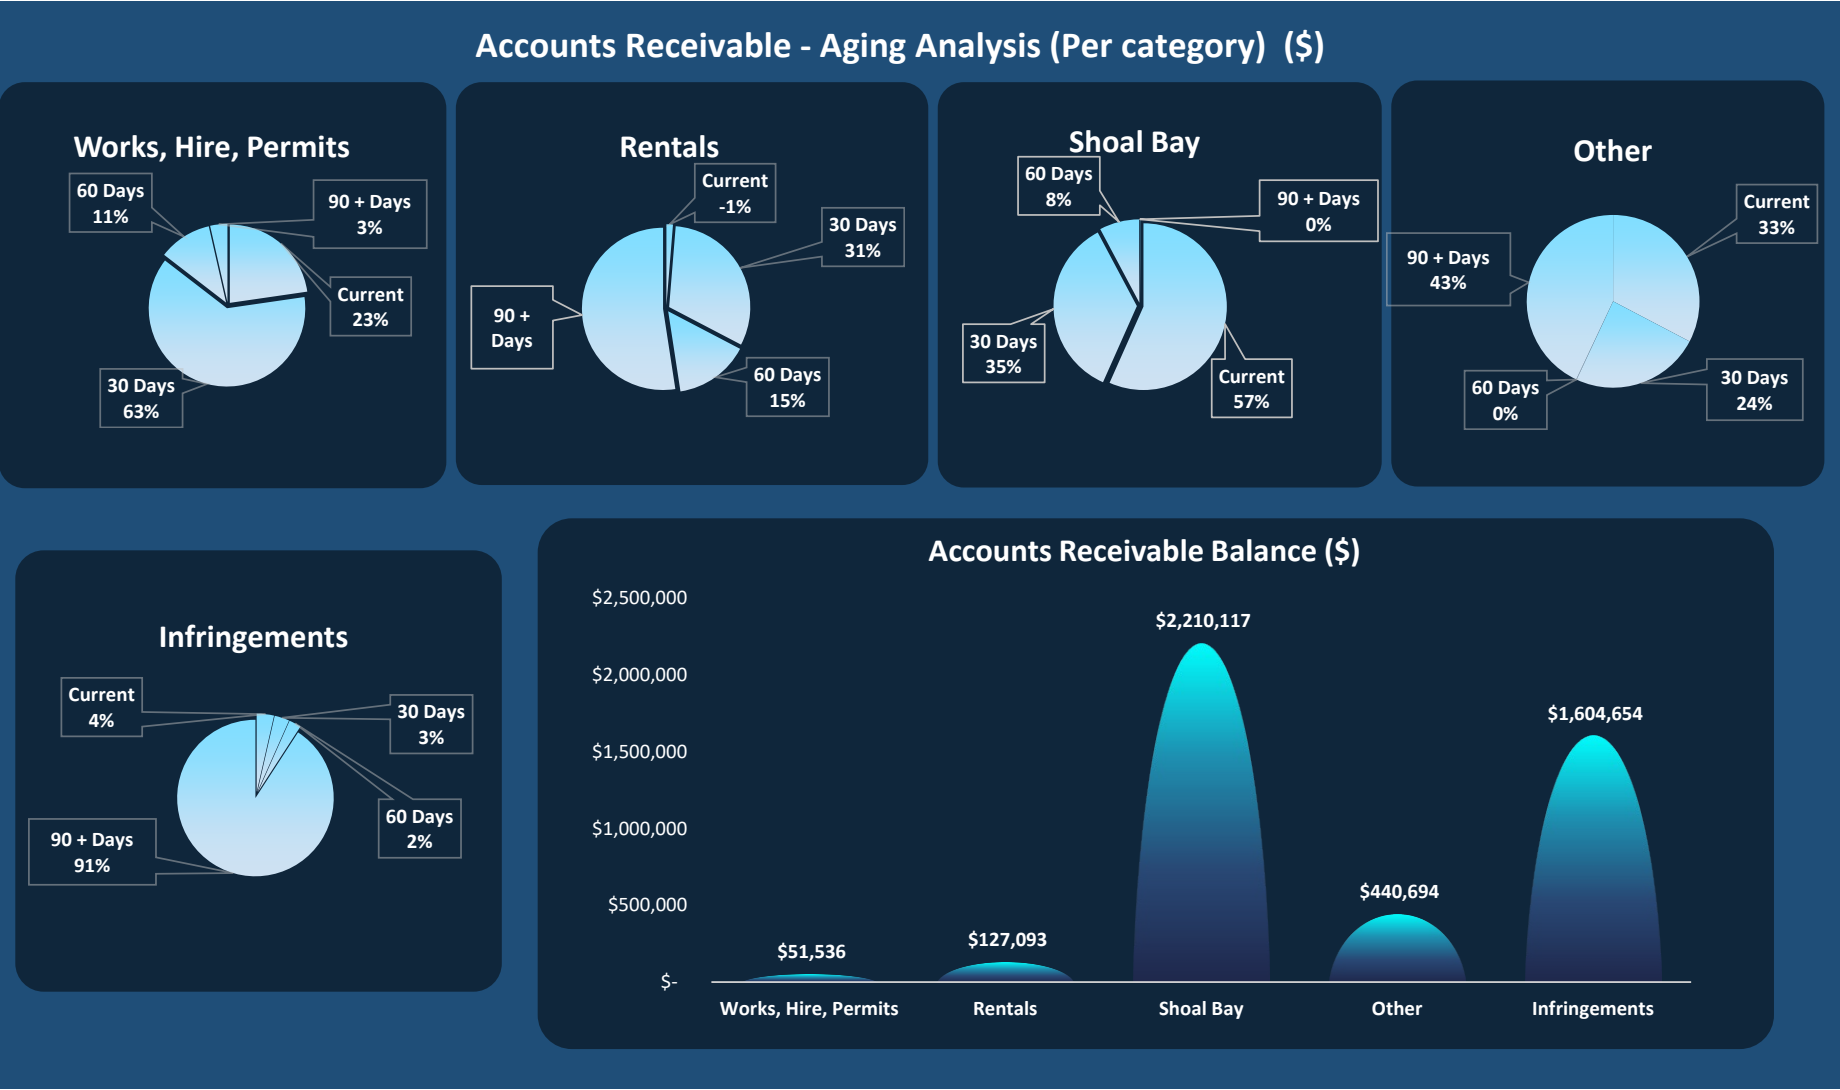 Accounts Receivable - Aging Analysis (Per category)  ($)
Works, Hire, Permits
60 Days
11%
90 + Days
3%
Current
23%
30 Days
63%
Rentals
Current
-1%
30 Days
31%
90 +
Days
60 Days
15%
Shoal Bay
60 Days
8%
90 + Days
0%
30 Days
35%
Current
57%
Other
Current
33%
90 + Days
43%
60 Days
0%
30 Days
24%
Infringements
Current
4%
30 Days
3%
60 Days
2%
90 + Days
91%
Accounts Receivable Balance ($)
$2,500,000
$2,000,000
$1,500,000
$1,000,000
$500,000
$-
$51,536
$127,093
$2,210,117
$440,694
$1,604,654
Works, Hire, Permits
Rentals
Shoal Bay
Other
Infringements